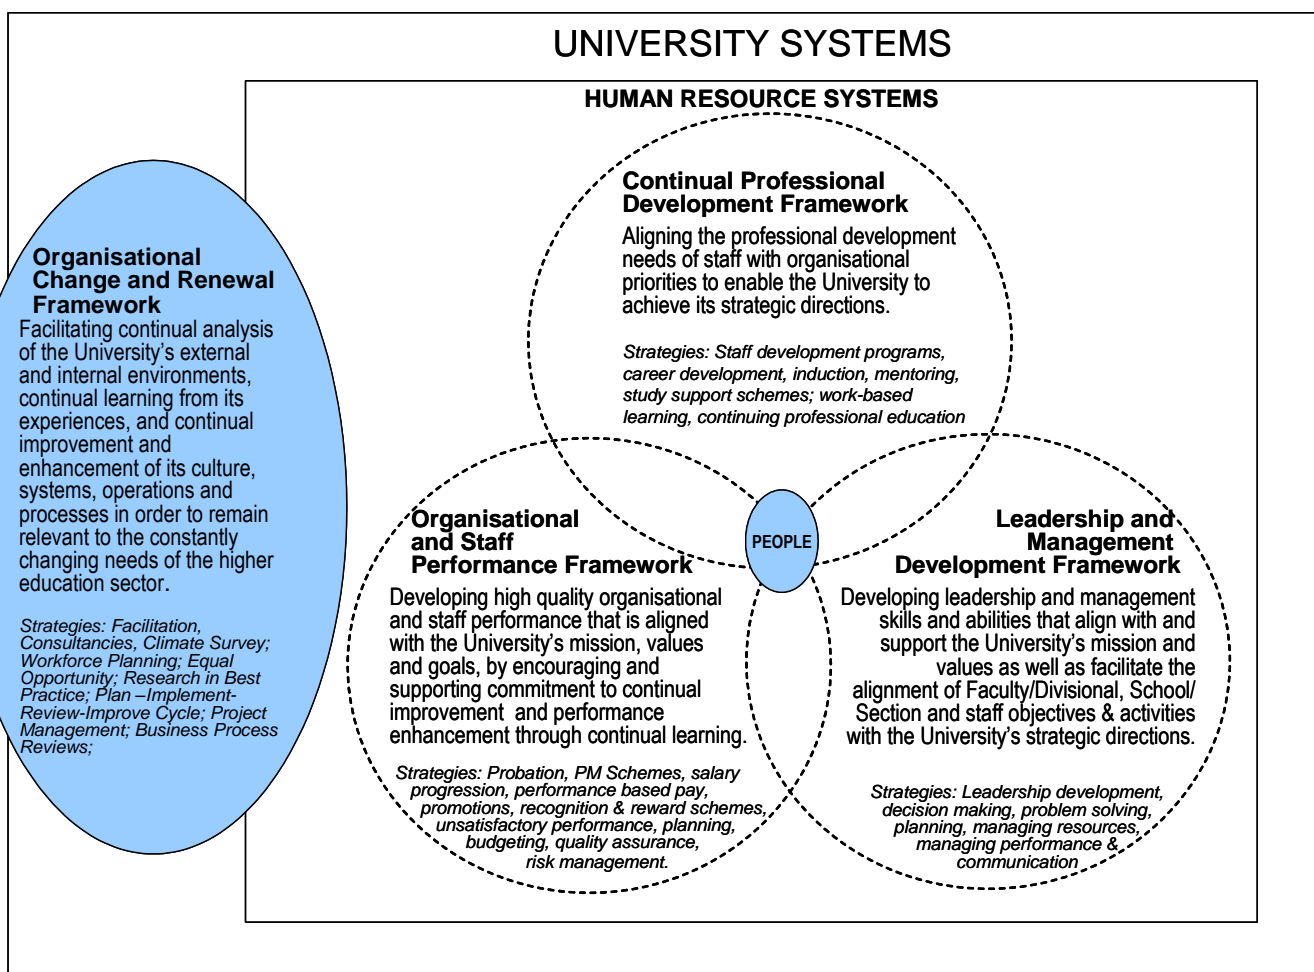 UNIVERSITY SYSTEMS
HUMAN RESOURCE SYSTEMS
Continual Professional
Development Framework
Aligning the professional development
needs of staff with organisational
priorities to enable the University to
achieve its strategic directions.
Strategies: Staff development programs,
career development, induction, mentoring,
study support schemes; work-based
learning, continuing professional education
Organisational
Change and Renewal
Framework
Facilitating continual analysis
of the University's external
and internal environments,
continual learning from its
experiences, and continual
improvement and
enhancement of its culture,
systems, operations and
processes in order to remain
relevant to the constantly
changing needs of the higher
education sector.
Strategies: Facilitation,
Consultancies, Climate Survey;
Workforce Planning; Equal
Opportunity; Research in Best
Practice; Plan –Implement-
Review-Improve Cycle; Project
Management; Business Process
Reviews;
Organisational
and Staff
Performance Framework
Developing high quality organisational
and staff performance that is aligned
with the University's mission, values
and goals, by encouraging and
supporting commitment to continual
improvement  and performance
enhancement through continual learning.
Strategies: Probation, PM Schemes, salary
progression, performance based pay,
promotions, recognition & reward schemes,
unsatisfactory performance, planning,
budgeting, quality assurance,
risk management.
PEOPLE
Leadership and
Management
Development Framework
Developing leadership and management
skills and abilities that align with and
support the University's mission and
values as well as facilitate the
alignment of Faculty/Divisional, School/
Section and staff objectives & activities
with the University's strategic directions.
Strategies: Leadership development,
decision making, problem solving,
planning, managing resources,
managing performance &
communication